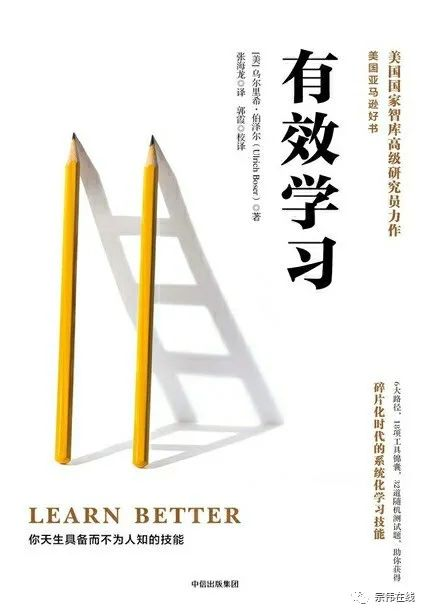 美国国家智库高级研究员力作
美国亚马逊好书
有效学习
[美]乌尔里希·伯泽尔(Ulrich Boser)◎著
张海龙◎译 郭霞◎校译
6大路径，18项工具锦囊，32道随机测试题，助你获得
碎片化时代的系统化学习技能
LEARN BETTER
你天生具备而不为人知的技能
中信出版集团
宗伟在线